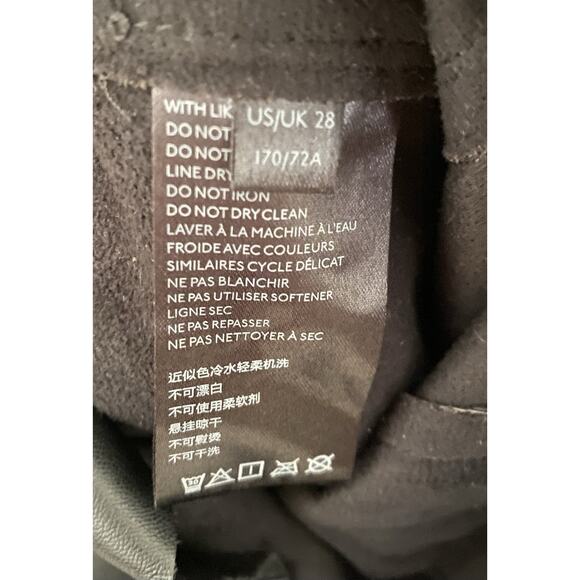 US/UK 28
170/72A
WITH LIK
DO NOT
DO NOT
LINE DRY
DO NOT IRON
DO NOT DRY CLEAN
LAVER À LA MACHINE À L'EAU
FROIDE AVEC COULEURS
SIMILAIRES CYCLE DÉLICAT
NE PAS BLANCHIR
NE PAS UTILISER SOFTENER
LIGNE SEC
NE PAS REPASSER
NE PAS NETTOYER À SEC
近似色冷水轻柔机洗
不可漂白
不可使用柔软剂
悬挂晾干
不可熨烫
不可干洗
30